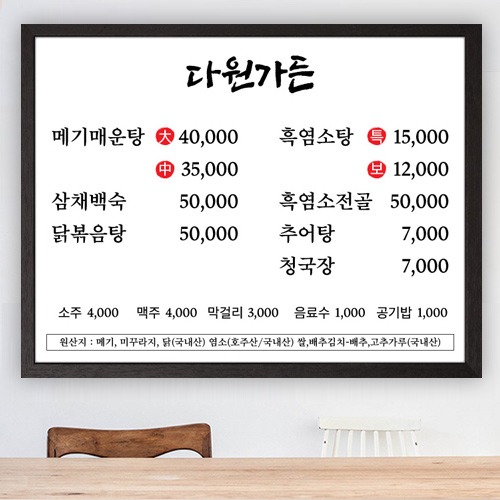 다원가든
메기매운탕 大 40,000
中 35,000
삼채백숙 50,000
닭볶음탕 50,000
흑염소탕 특 15,000
보 12,000
흑염소전골 50,000
추어탕 7,000
청국장 7,000
소주 4,000 맥주 4,000 막걸리 3,000 음료수 1,000 공기밥 1,000
원산지 : 메기, 미꾸라지, 닭(국내산) 염소(호주산/국내산) 쌀,배추김치-배추,고추가루(국내산)